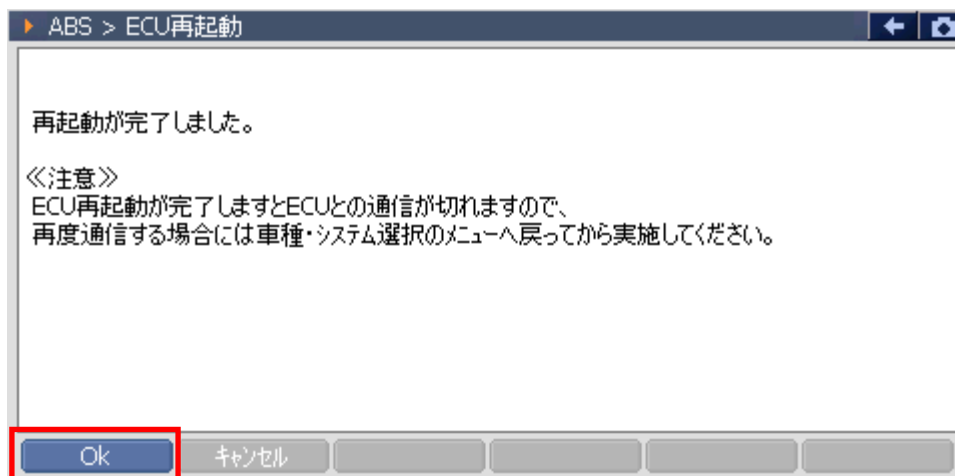 ABS > ECU再起動
再起動が完了しました。
≪注意≫
ECU再起動が完了しますとECUとの通信が切れますので、
再度通信する場合には車種・システム選択のメニューへ戻ってから実施してください。
Ok キャンセル